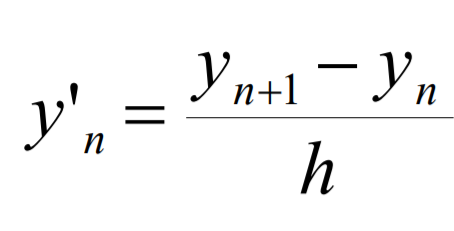 y'ₙ = (yₙ₊₁ − yₙ) / h